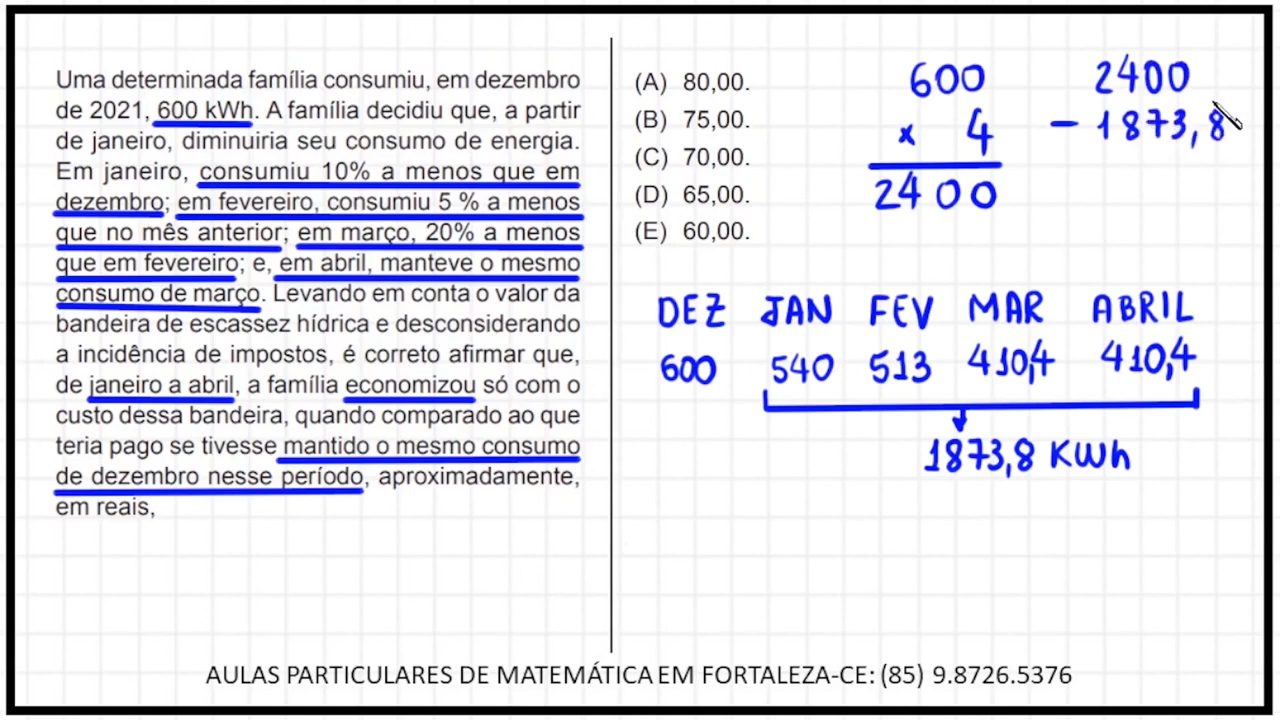 Uma determinada família consumiu, em dezembro
de 2021, 600 kWh. A família decidiu que, a partir
de janeiro, diminuiria seu consumo de energia.
Em janeiro, consumiu 10% a menos que em
dezembro; em fevereiro, consumiu 5 % a menos
que no mês anterior; em março, 20% a menos
que em fevereiro; e, em abril, manteve o mesmo
consumo de março. Levando em conta o valor da
bandeira de escassez hídrica e desconsiderando
a incidência de impostos, é correto afirmar que,
de janeiro a abril, a família economizou só com o
custo dessa bandeira, quando comparado ao que
teria pago se tivesse mantido o mesmo consumo
de dezembro nesse período, aproximadamente,
em reais,
(A) 80,00.
(B) 75,00.
(C) 70,00.
(D) 65,00.
(E) 60,00.
600
x 4
2400
2400
- 1873,8
DEZ JAN FEV MAR ABRIL
600 540 513 410,4 410,4
1873,8 KWh
AULAS PARTICULARES DE MATEMÁTICA EM FORTALEZA-CE: (85) 9.8726.5376